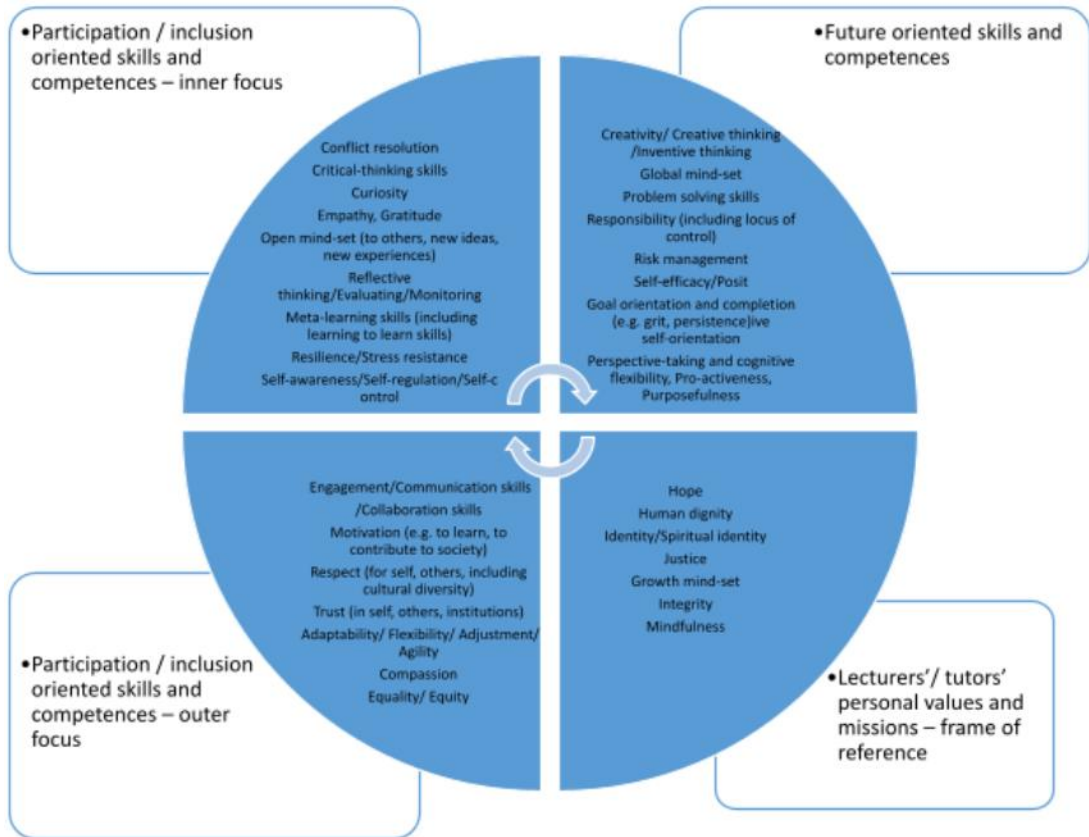 •Participation / inclusion
oriented skills and
competences – inner focus
•Future oriented skills and
competences
Conflict resolution
Critical-thinking skills
Curiosity
Empathy, Gratitude
Open mind-set (to others, new ideas,
new experiences)
Reflective
thinking/Evaluating/Monitoring
Meta-learning skills (including
learning to learn skills)
Resilience/Stress resistance
Self-awareness/Self-regulation/Self-c
ontrol
Creativity/ Creative thinking
/Inventive thinking
Global mind-set
Problem solving skills
Responsibility (including locus of
control)
Risk management
Self-efficacy/Posit
Goal orientation and completion
(e.g. grit, persistence)ive
self-orientation
Perspective-taking and cognitive
flexibility, Pro-activeness,
Purposefulness
Engagement/Communication skills
/Collaboration skills
Motivation (e.g. to learn, to
contribute to society)
Respect (for self, others, including
cultural diversity)
Trust (in self, others, institutions)
Adaptability/ Flexibility/ Adjustment/
Agility
Compassion
Equality/ Equity
Hope
Human dignity
Identity/Spiritual identity
Justice
Growth mind-set
Integrity
Mindfulness
•Participation / inclusion
oriented skills and
competences – outer
focus
•Lecturers’/ tutors’
personal values and
missions – frame of
reference